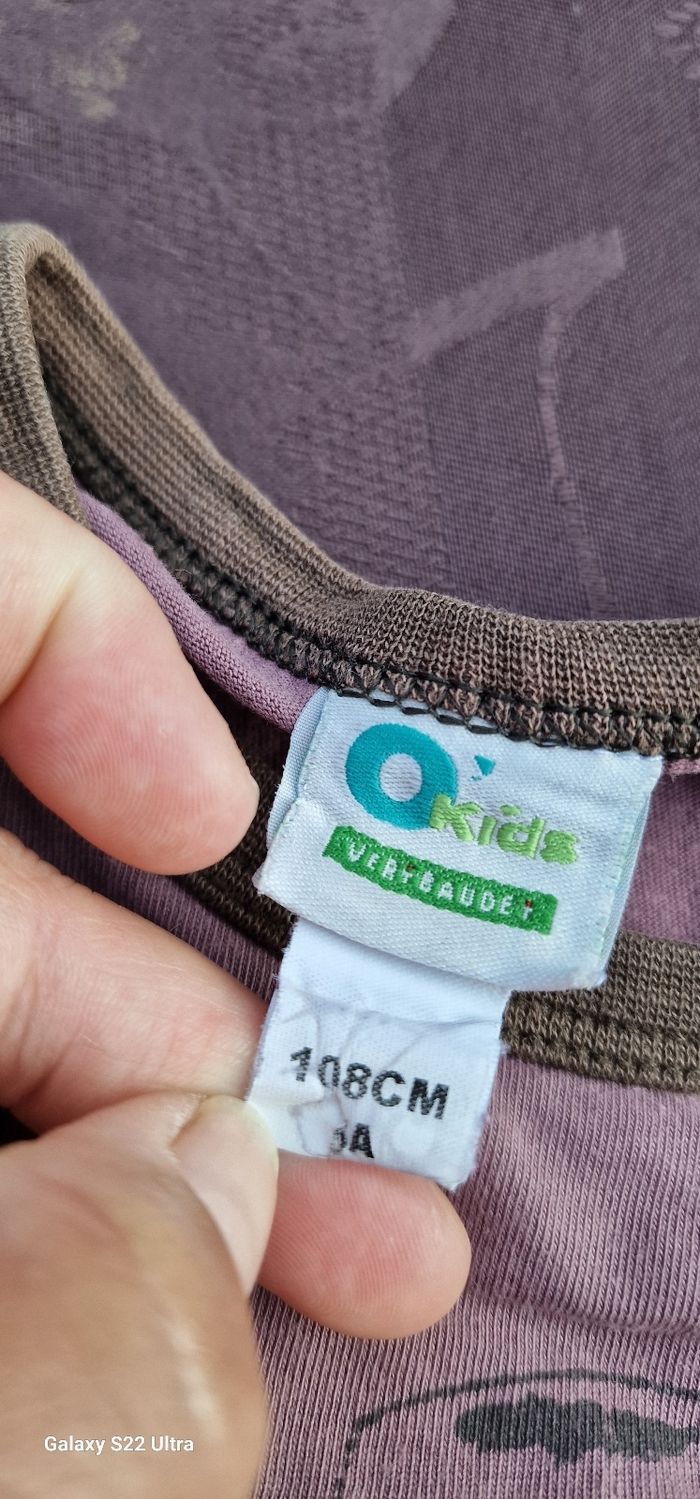 O'Kids
VERTBAUDET
108CM
A
Galaxy S22 Ultra